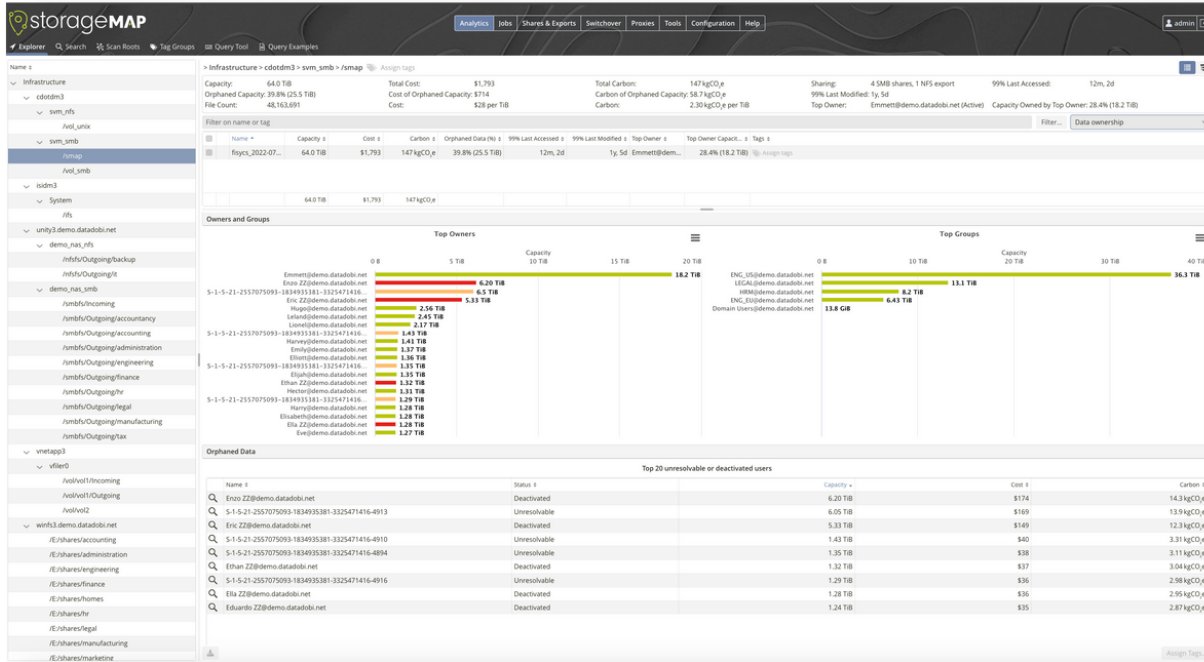 storageMAP
Analytics Jobs Shares & Exports Switchover Proxies Tools Configuration Help
admin
Explorer Search Scan Roots Tag Groups Query Tool Query Examples
Name
Infrastructure
cdotdm3
svm_nfs
/vol_unix
svm_smb
/smap
/vol_smb
isidm3
System
/ifs
unity3.demo.datadobi.net
demo_nas_nfs
/nfsfs/Outgoing/backup
/nfsfs/Outgoing/it
demo_nas_smb
/smbfs/Incoming
/smbfs/Outgoing/accountancy
/smbfs/Outgoing/accounting
/smbfs/Outgoing/administration
/smbfs/Outgoing/engineering
/smbfs/Outgoing/finance
/smbfs/Outgoing/hr
/smbfs/Outgoing/legal
/smbfs/Outgoing/manufacturing
/smbfs/Outgoing/tax
vnetapp3
vfiler0
/vol/vol1/Incoming
/vol/vol1/Outgoing
/vol/vol2
winfs3.demo.datadobi.net
/E:/shares/accounting
/E:/shares/administration
/E:/shares/engineering
/E:/shares/finance
/E:/shares/homes
/E:/shares/hr
/E:/shares/legal
/E:/shares/manufacturing
/E:/shares/marketing
> Infrastructure > cdotdm3 > svm_smb > /smap Assign tags
Capacity: 64.0 TiB Total Cost: $1,793 Total Carbon: 147 kgCO₂e Sharing: 4 SMB shares, 1 NFS export 99% Last Accessed: 12m, 2d
Orphaned Capacity: 39.8% (25.5 TiB) Cost of Orphaned Capacity: $714 Carbon of Orphaned Capacity: 58.7 kgCO₂e 99% Last Modified: 1y, 5d
File Count: 48,163,691 Cost: $28 per TiB Carbon: 2.30 kgCO₂e per TiB Top Owner: Emmett@demo.datadobi.net (Active) Capacity Owned by Top Owner: 28.4% (18.2 TiB)
Filter on name or tag Filter... Data ownership
Name Capacity Cost Carbon Orphaned Data (%) 99% Last Accessed 99% Last Modified Top Owner Top Owner Capacit... Tags
fisycs_2022-07... 64.0 TiB $1,793 147 kgCO₂e 39.8% (25.5 TiB) 12m, 2d 1y, 5d Emmett@dem... 28.4% (18.2 TiB) Assign tags
64.0 TiB $1,793 147 kgCO₂e
Owners and Groups
Top Owners
Capacity
0 B 5 TiB 10 TiB 15 TiB 20 TiB
Emmett@demo.datadobi.net 18.2 TiB
Enzo ZZ@demo.datadobi.net 6.20 TiB
S-1-5-21-2557075093-1834935381-3325471416... 6.5 TiB
Eric ZZ@demo.datadobi.net 5.33 TiB
Hugo@demo.datadobi.net 2.56 TiB
Leland@demo.datadobi.net 2.45 TiB
Lionel@demo.datadobi.net 2.17 TiB
S-1-5-21-2557075093-1834935381-3325471416... 1.43 TiB
Harvey@demo.datadobi.net 1.41 TiB
Emily@demo.datadobi.net 1.37 TiB
Elliott@demo.datadobi.net 1.36 TiB
S-1-5-21-2557075093-1834935381-3325471416... 1.35 TiB
Elijah@demo.datadobi.net 1.35 TiB
Ethan ZZ@demo.datadobi.net 1.32 TiB
Hector@demo.datadobi.net 1.31 TiB
S-1-5-21-2557075093-1834935381-3325471416... 1.29 TiB
Harry@demo.datadobi.net 1.28 TiB
Elisabeth@demo.datadobi.net 1.28 TiB
Ella ZZ@demo.datadobi.net 1.28 TiB
Eve@demo.datadobi.net 1.27 TiB
Top Groups
Capacity
0 B 10 TiB 20 TiB 30 TiB 40 Ti
ENG_US@demo.datadobi.net 36.3 TiB
LEGAL@demo.datadobi.net 13.1 TiB
HRM@demo.datadobi.net 8.2 TiB
ENG_EU@demo.datadobi.net 6.43 TiB
Domain Users@demo.datadobi.net 13.8 GiB
Orphaned Data
Top 20 unresolvable or deactivated users
Name Status Capacity Cost Carbon
Enzo ZZ@demo.datadobi.net Deactivated 6.20 TiB $174 14.3 kgCO₂e
S-1-5-21-2557075093-1834935381-3325471416-4913 Unresolvable 6.05 TiB $169 13.9 kgCO₂e
Eric ZZ@demo.datadobi.net Deactivated 5.33 TiB $149 12.3 kgCO₂e
S-1-5-21-2557075093-1834935381-3325471416-4910 Unresolvable 1.43 TiB $40 3.31 kgCO₂e
S-1-5-21-2557075093-1834935381-3325471416-4894 Unresolvable 1.35 TiB $38 3.11 kgCO₂e
Ethan ZZ@demo.datadobi.net Deactivated 1.32 TiB $37 3.04 kgCO₂e
S-1-5-21-2557075093-1834935381-3325471416-4916 Unresolvable 1.29 TiB $36 2.98 kgCO₂e
Ella ZZ@demo.datadobi.net Deactivated 1.28 TiB $36 2.95 kgCO₂e
Eduardo ZZ@demo.datadobi.net Deactivated 1.24 TiB $35 2.87 kgCO₂e
Assign Tags